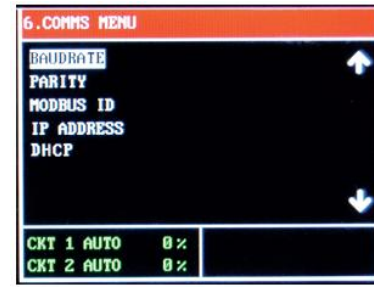 6.COMMS MENU
BAUDRATE
PARITY
MODBUS ID
IP ADDRESS
DHCP
CKT 1 AUTO 0%
CKT 2 AUTO 0%